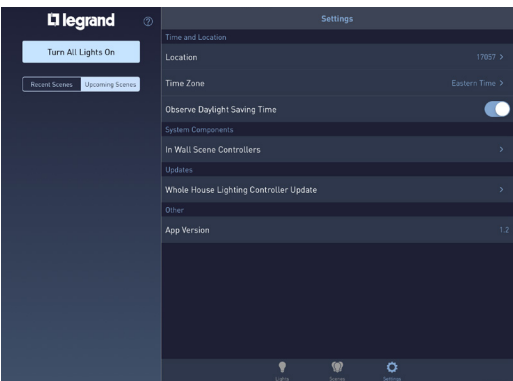 legrand
?
Turn All Lights On
Recent Scenes
Upcoming Scenes
Settings
Time and Location
Location 17057 >
Time Zone Eastern Time >
Observe Daylight Saving Time
System Components
In Wall Scene Controllers >
Updates
Whole House Lighting Controller Update >
Other
App Version 1.2
Lights
Scenes
Settings